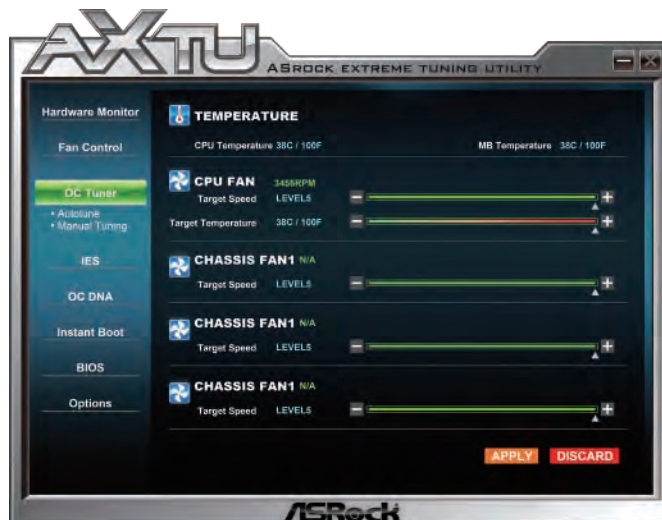 AXTU
ASROCK EXTREME TUNING UTILITY
Hardware Monitor
Fan Control
OC Tuner
• Autotune
• Manual Tuning
IES
OC DNA
Instant Boot
BIOS
Options
TEMPERATURE
CPU Temperature 38C / 100F MB Temperature 38C / 100F
CPU FAN 3456RPM
Target Speed LEVEL5
Target Temperature 38C / 100F
CHASSIS FAN1 N/A
Target Speed LEVEL5
CHASSIS FAN1 N/A
Target Speed LEVEL5
CHASSIS FAN1 N/A
Target Speed LEVEL5
APPLY DISCARD
ASRock